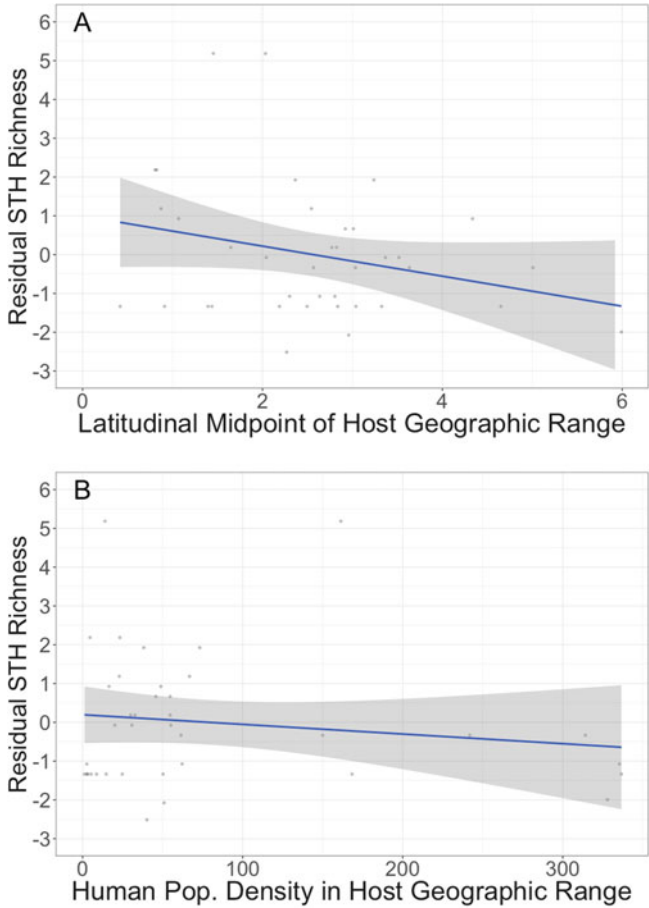 A
6
5
4
3
2
1
0
-1
-2
-3
Residual STH Richness
0 2 4 6
Latitudinal Midpoint of Host Geographic Range
B
6
5
4
3
2
1
0
-1
-2
-3
Residual STH Richness
0 100 200 300
Human Pop. Density in Host Geographic Range